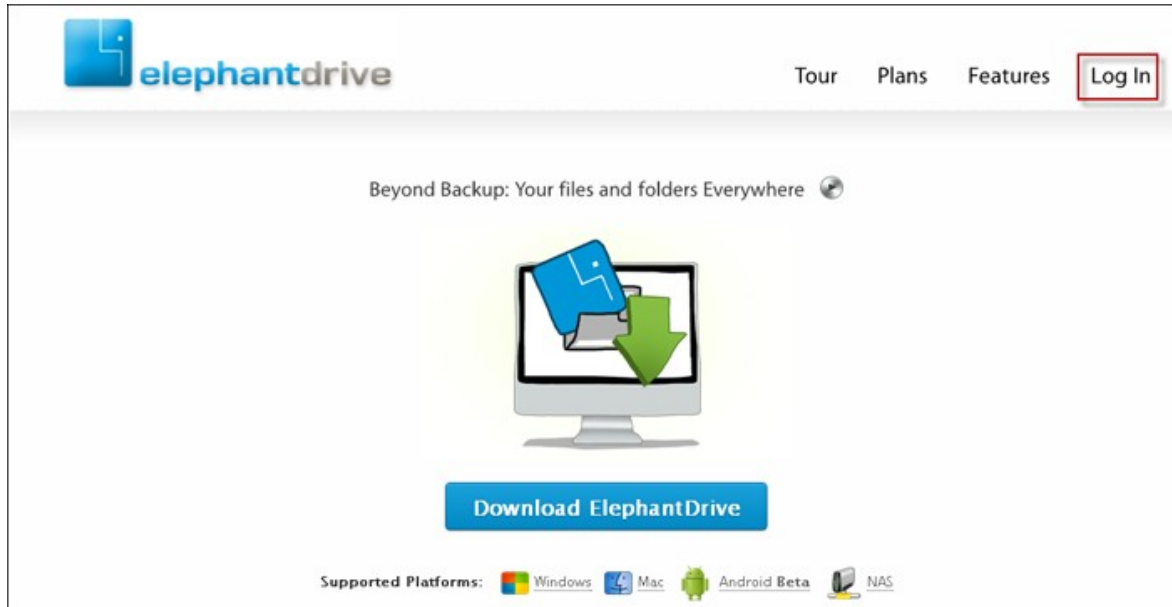 elephantdrive
Tour Plans Features Log In
Beyond Backup: Your files and folders Everywhere
Download ElephantDrive
Supported Platforms: Windows Mac Android Beta NAS